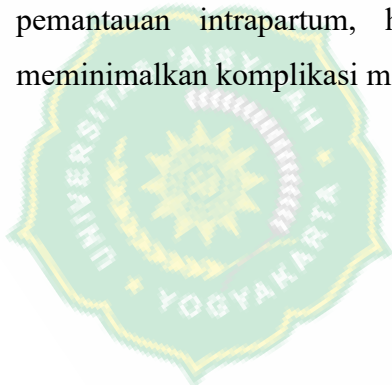 pemantauan intrapartum,
meminimalkan komplikasi
UNIVERSITAS 'AISYIYAH
YOGYAKARTA